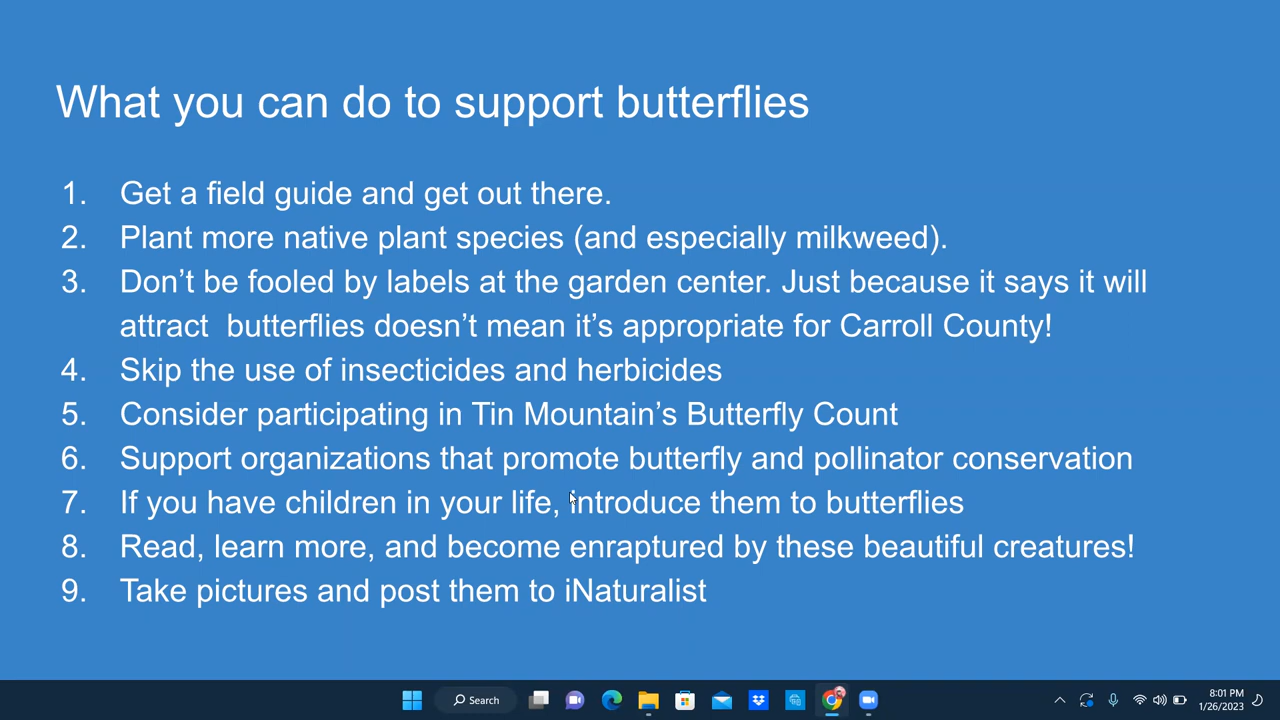 What you can do to support butterflies
1. Get a field guide and get out there.
2. Plant more native plant species (and especially milkweed).
3. Don’t be fooled by labels at the garden center. Just because it says it will
attract  butterflies doesn’t mean it’s appropriate for Carroll County!
4. Skip the use of insecticides and herbicides
5. Consider participating in Tin Mountain’s Butterfly Count
6. Support organizations that promote butterfly and pollinator conservation
7. If you have children in your life, introduce them to butterflies
8. Read, learn more, and become enraptured by these beautiful creatures!
9. Take pictures and post them to iNaturalist
Search
8:01 PM
1/26/2023